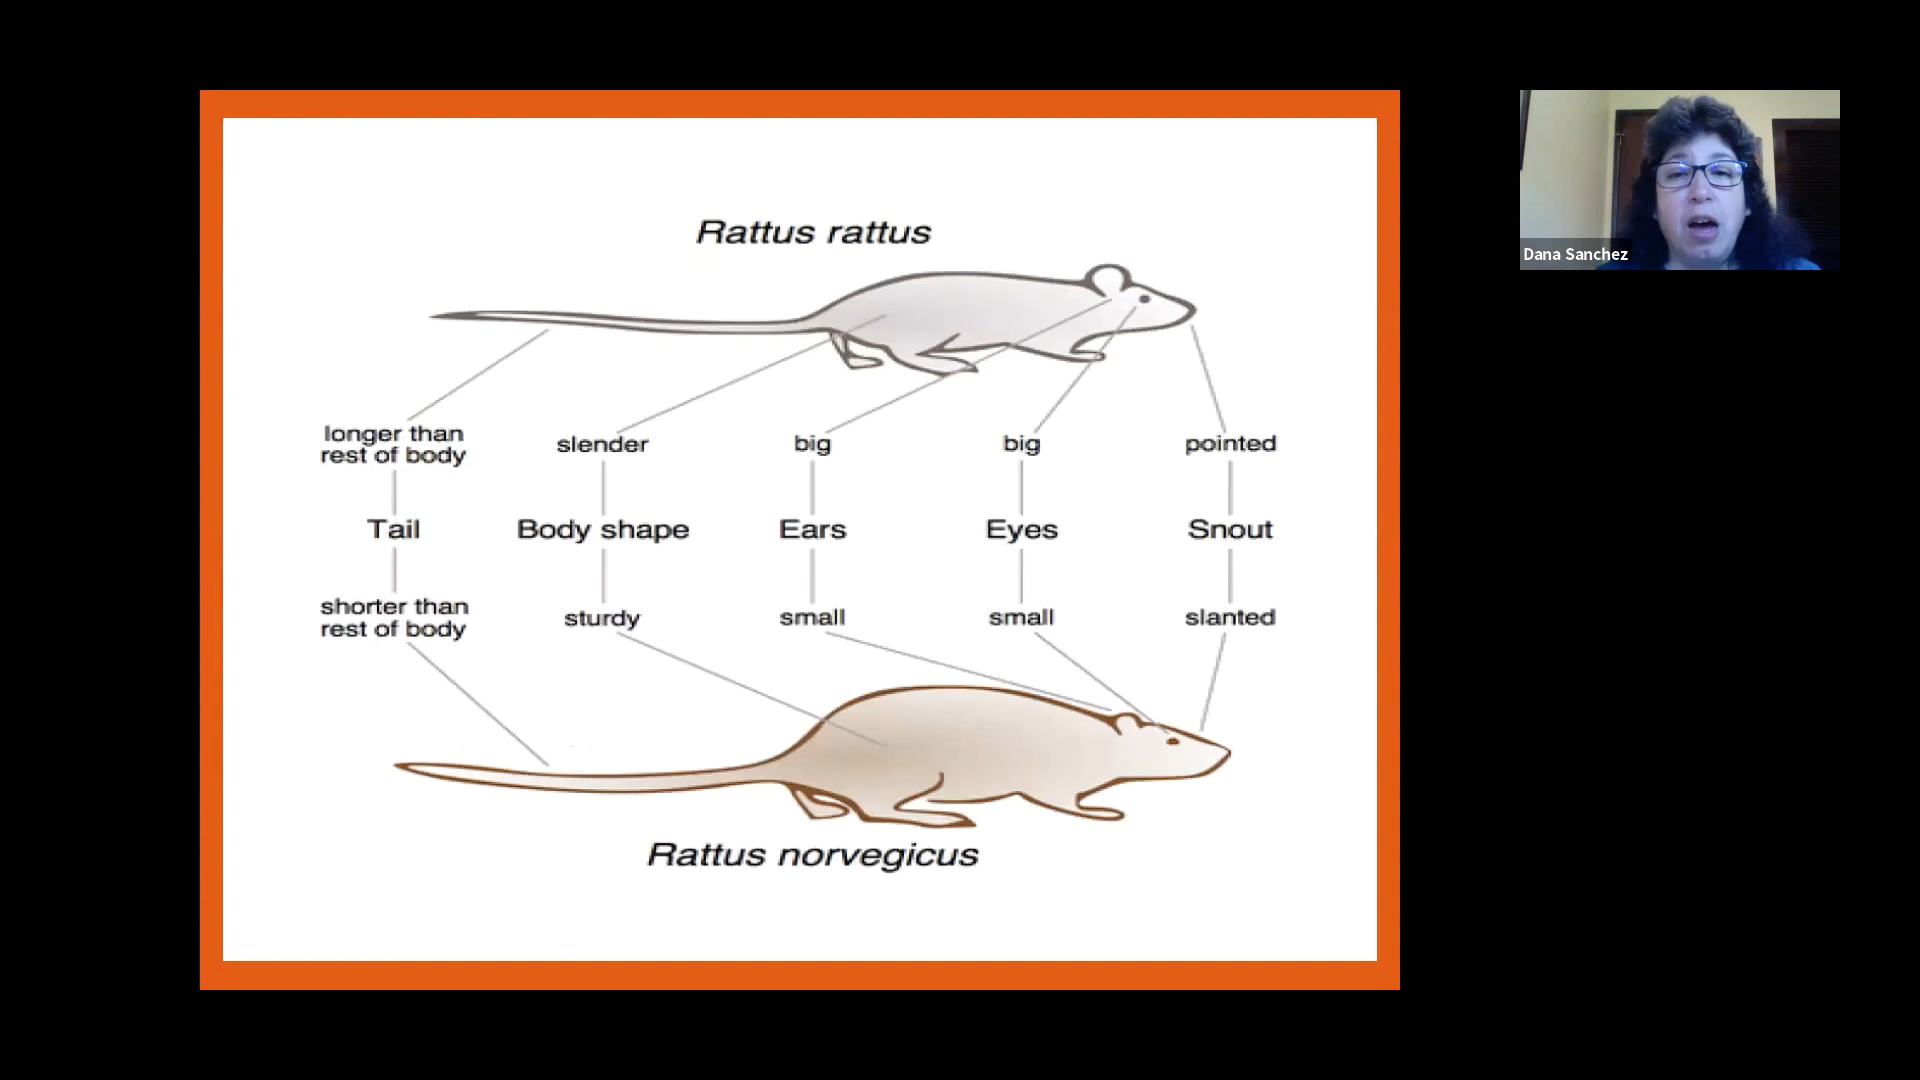 Rattus rattus
longer than
rest of body
slender
big
big
pointed
Tail
Body shape
Ears
Eyes
Snout
shorter than
rest of body
sturdy
small
small
slanted
Rattus norvegicus
Dana Sanchez